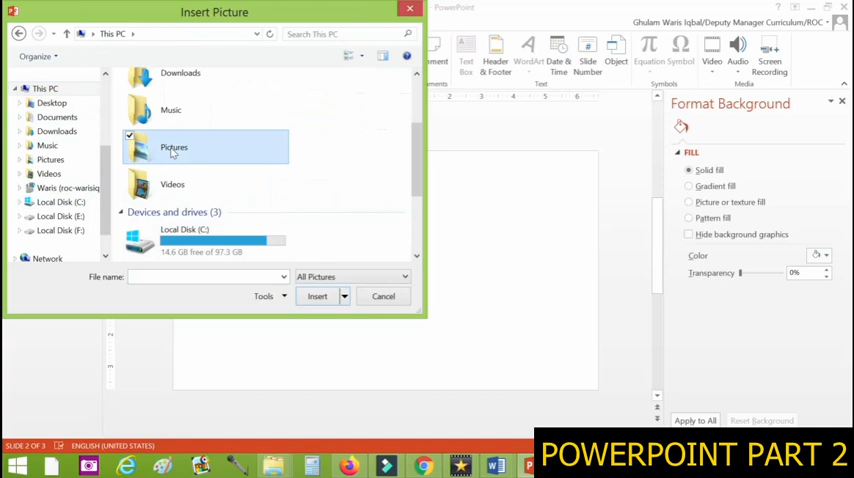 Insert Picture
PowerPoint
Ghulam Waris Iqbal/Deputy Manager Curriculum/ROC
This PC
Search This PC
Organize
Text Box
Header & Footer
WordArt
Date & Time
Slide Number
Object
Equation
Symbol
Video
Audio
Screen Recording
Text
Symbols
Media
This PC
Desktop
Documents
Downloads
Music
Pictures
Videos
Waris (roc-warisiq
Local Disk (C:)
Local Disk (E:)
Local Disk (F:)
Network
Downloads
Music
Pictures
Videos
Devices and drives (3)
Local Disk (C:)
14.6 GB free of 97.3 GB
File name:
All Pictures
Tools
Insert
Cancel
2 3 4 5 6
Format Background
FILL
Solid fill
Gradient fill
Picture or texture fill
Pattern fill
Hide background graphics
Color
Transparency
0%
Apply to All
Reset Background
SLIDE 2 OF 3
ENGLISH (UNITED STATES)
POWERPOINT PART 2